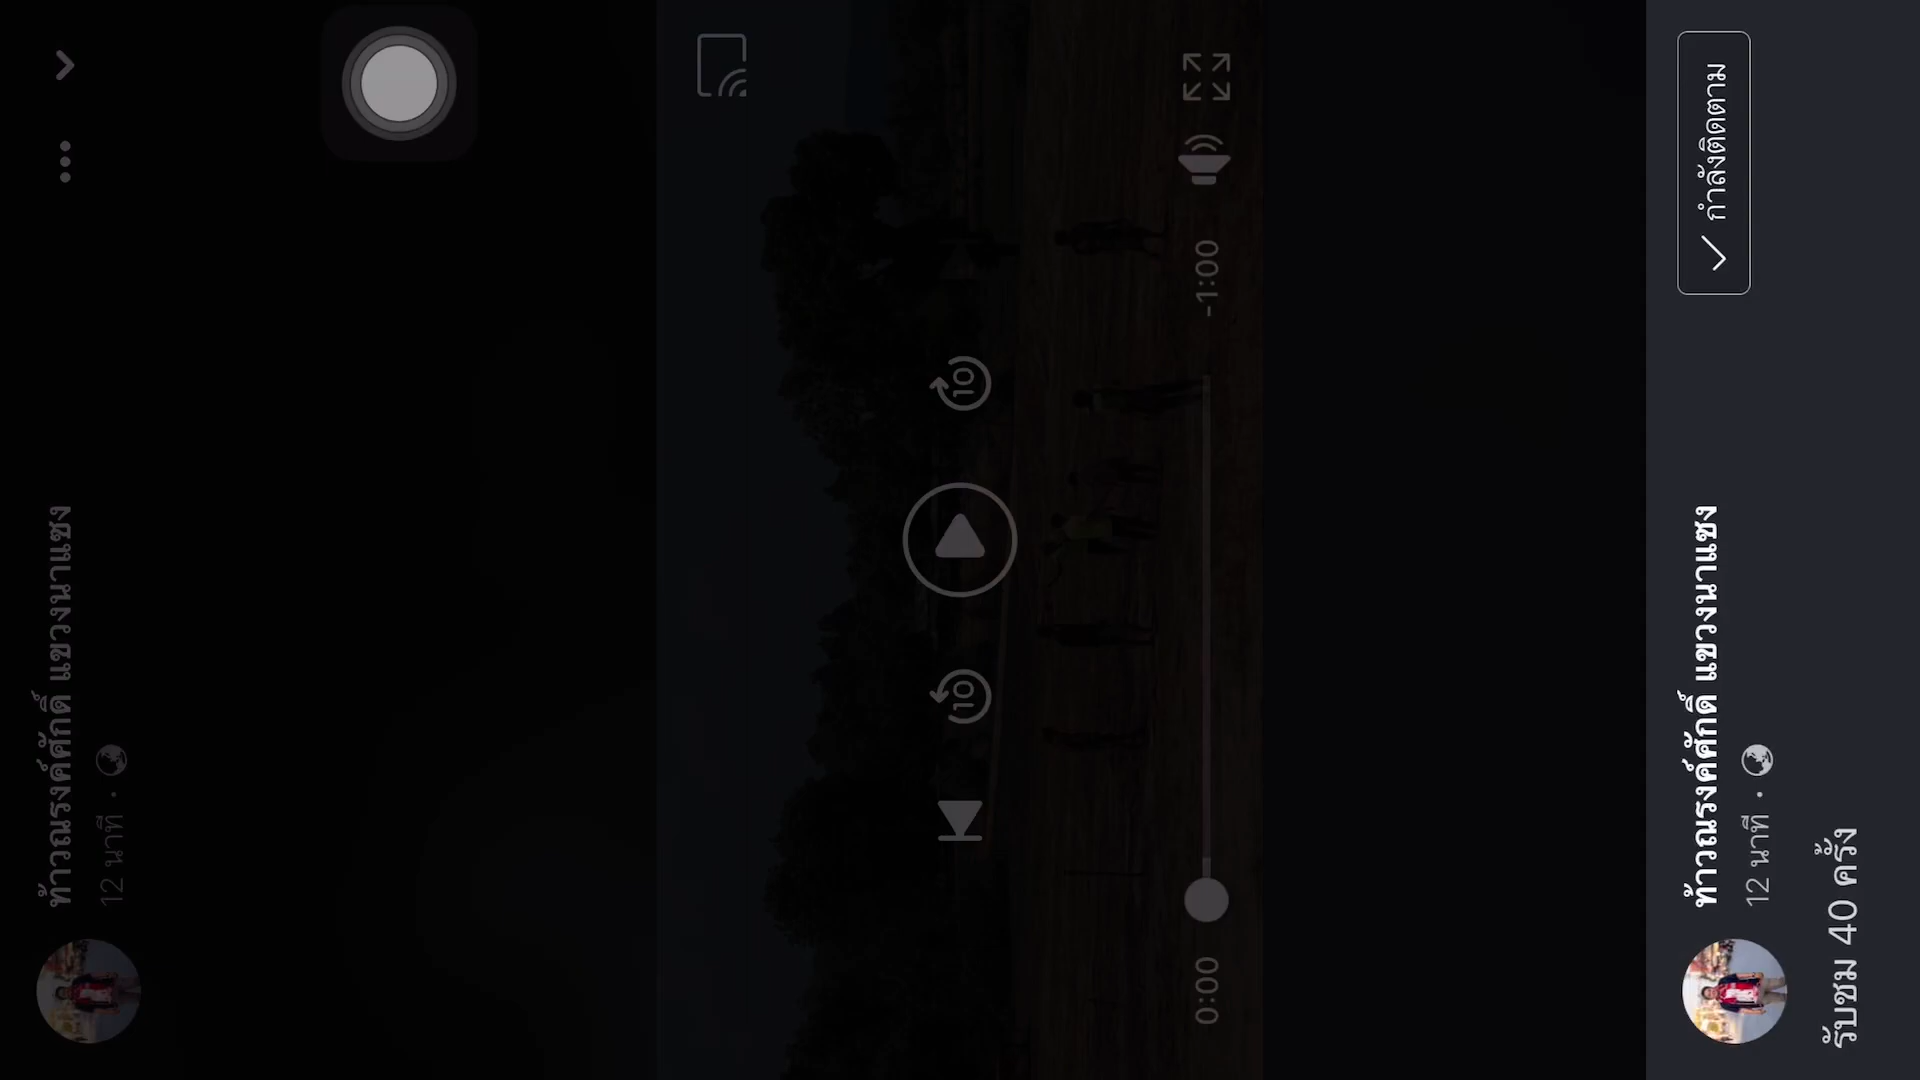 ท้าวณรงค์ศักดิ์ แขวงนาแซง
12 นาที ·
10
10
0:00
-1:00
ท้าวณรงค์ศักดิ์ แขวงนาแซง
12 นาที ·
กำลังติดตาม
รับชม 40 ครั้ง